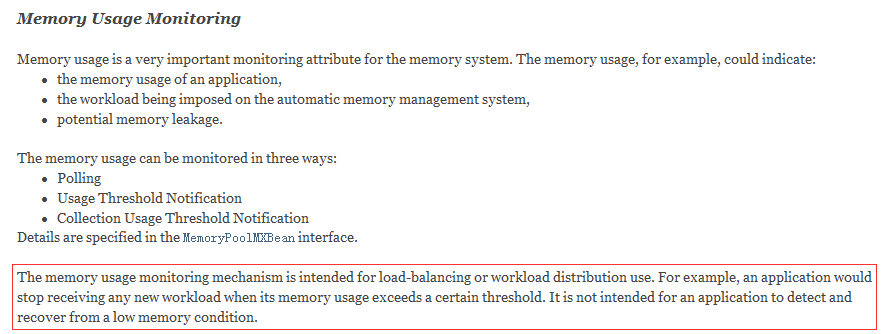 Memory Usage Monitoring
Memory usage is a very important monitoring attribute for the memory system. The memory usage, for example, could indicate:
• the memory usage of an application,
• the workload being imposed on the automatic memory management system,
• potential memory leakage.
The memory usage can be monitored in three ways:
• Polling
• Usage Threshold Notification
• Collection Usage Threshold Notification
Details are specified in the MemoryPoolMXBean interface.
The memory usage monitoring mechanism is intended for load-balancing or workload distribution use. For example, an application would
stop receiving any new workload when its memory usage exceeds a certain threshold. It is not intended for an application to detect and
recover from a low memory condition.